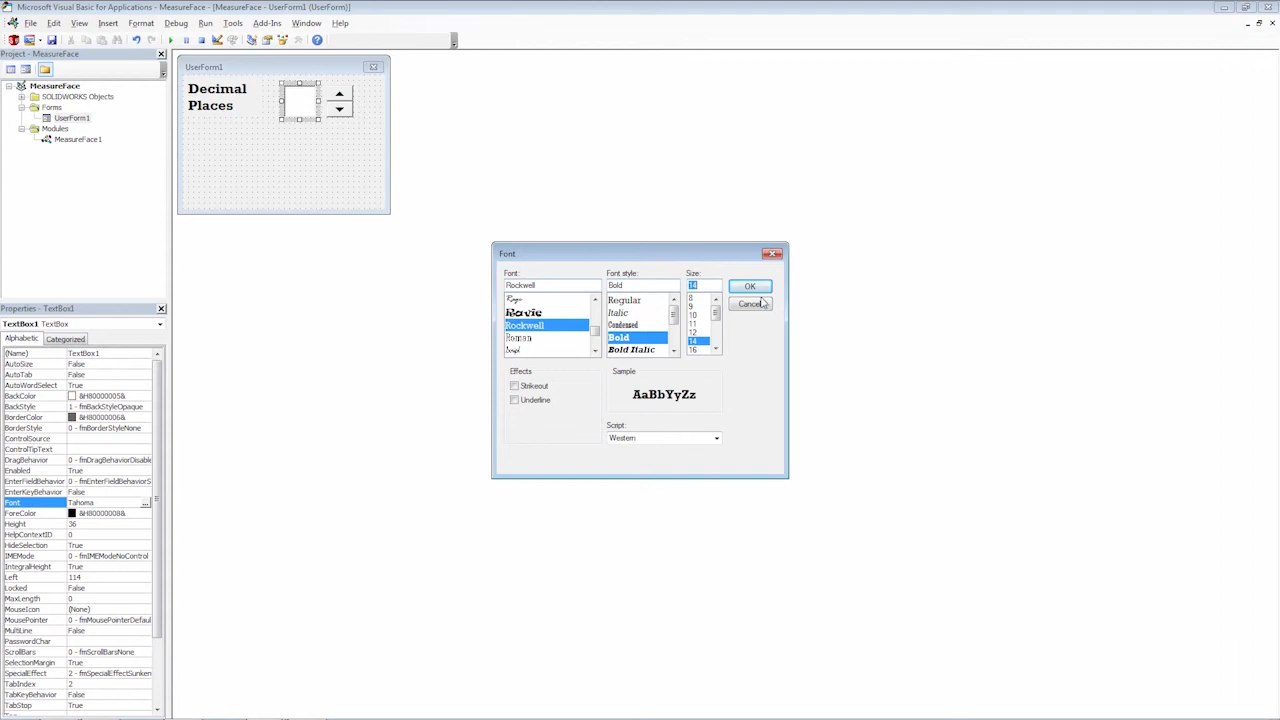 Microsoft Visual Basic for Applications - MeasureFace - [MeasureFace - UserForm1 (UserForm)]
File Edit View Insert Format Debug Run Tools Add-Ins Window Help
Project - MeasureFace
MeasureFace
SOLIDWORKS Objects
Forms
UserForm1
Modules
MeasureFace1
UserForm1
Decimal
Places
Font
Font:
Rockwell
Ravie
Rockwell
Roman
Font style:
Bold
Regular
Italic
Condensed
Bold
Bold Italic
Size:
14
8
9
10
11
12
14
16
OK
Cancel
Effects
Strikeout
Underline
Sample
AaBbYyZz
Script:
Western
Properties - TextBox1
TextBox1 TextBox
Alphabetic Categorized
(Name) TextBox1
AutoSize False
AutoTab False
AutoWordSelect True
BackColor &H80000005&
BackStyle 1 - fmBackStyleOpaque
BorderColor &H80000006&
BorderStyle 0 - fmBorderStyleNone
ControlSource
ControlTipText
DragBehavior 0 - fmDragBehaviorDisable
Enabled True
EnterFieldBehavior 0 - fmEnterFieldBehaviorS
EnterKeyBehavior False
Font Tahoma ...
ForeColor &H80000008&
Height 36
HelpContextID 0
HideSelection True
IMEMode 0 - fmIMEModeNoControl
IntegralHeight True
Left 114
Locked False
MaxLength 0
MouseIcon (None)
MousePointer 0 - fmMousePointerDefaul
MultiLine False
PasswordChar
ScrollBars 0 - fmScrollBarsNone
SelectionMargin True
SpecialEffect 2 - fmSpecialEffectSunken
TabIndex 2
TabKeyBehavior False
TabStop True